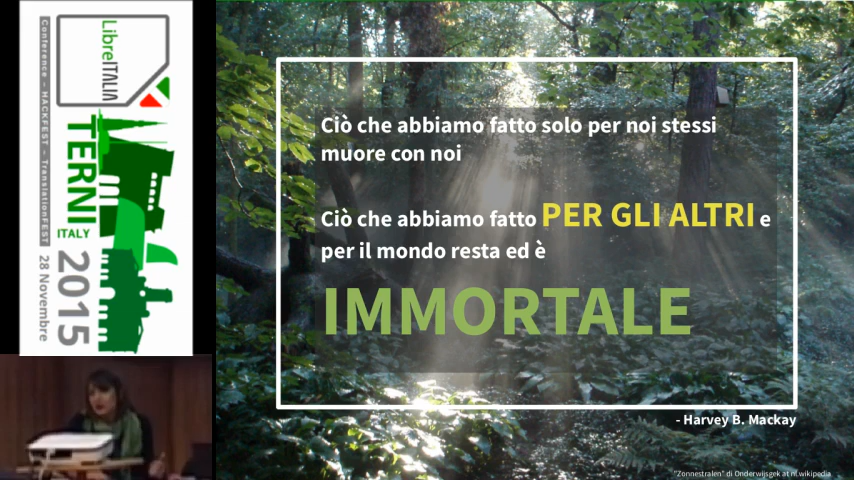 LibreITALIA
Conference – HACKFEST – TranslationFEST
TERNI
ITALY
2015
28 Novembre
Ciò che abbiamo fatto solo per noi stessi
muore con noi
Ciò che abbiamo fatto PER GLI ALTRI e
per il mondo resta ed è
IMMORTALE
- Harvey B. Mackay
"Zonnestralen" di Onderwijsgek at nl.wikipedia